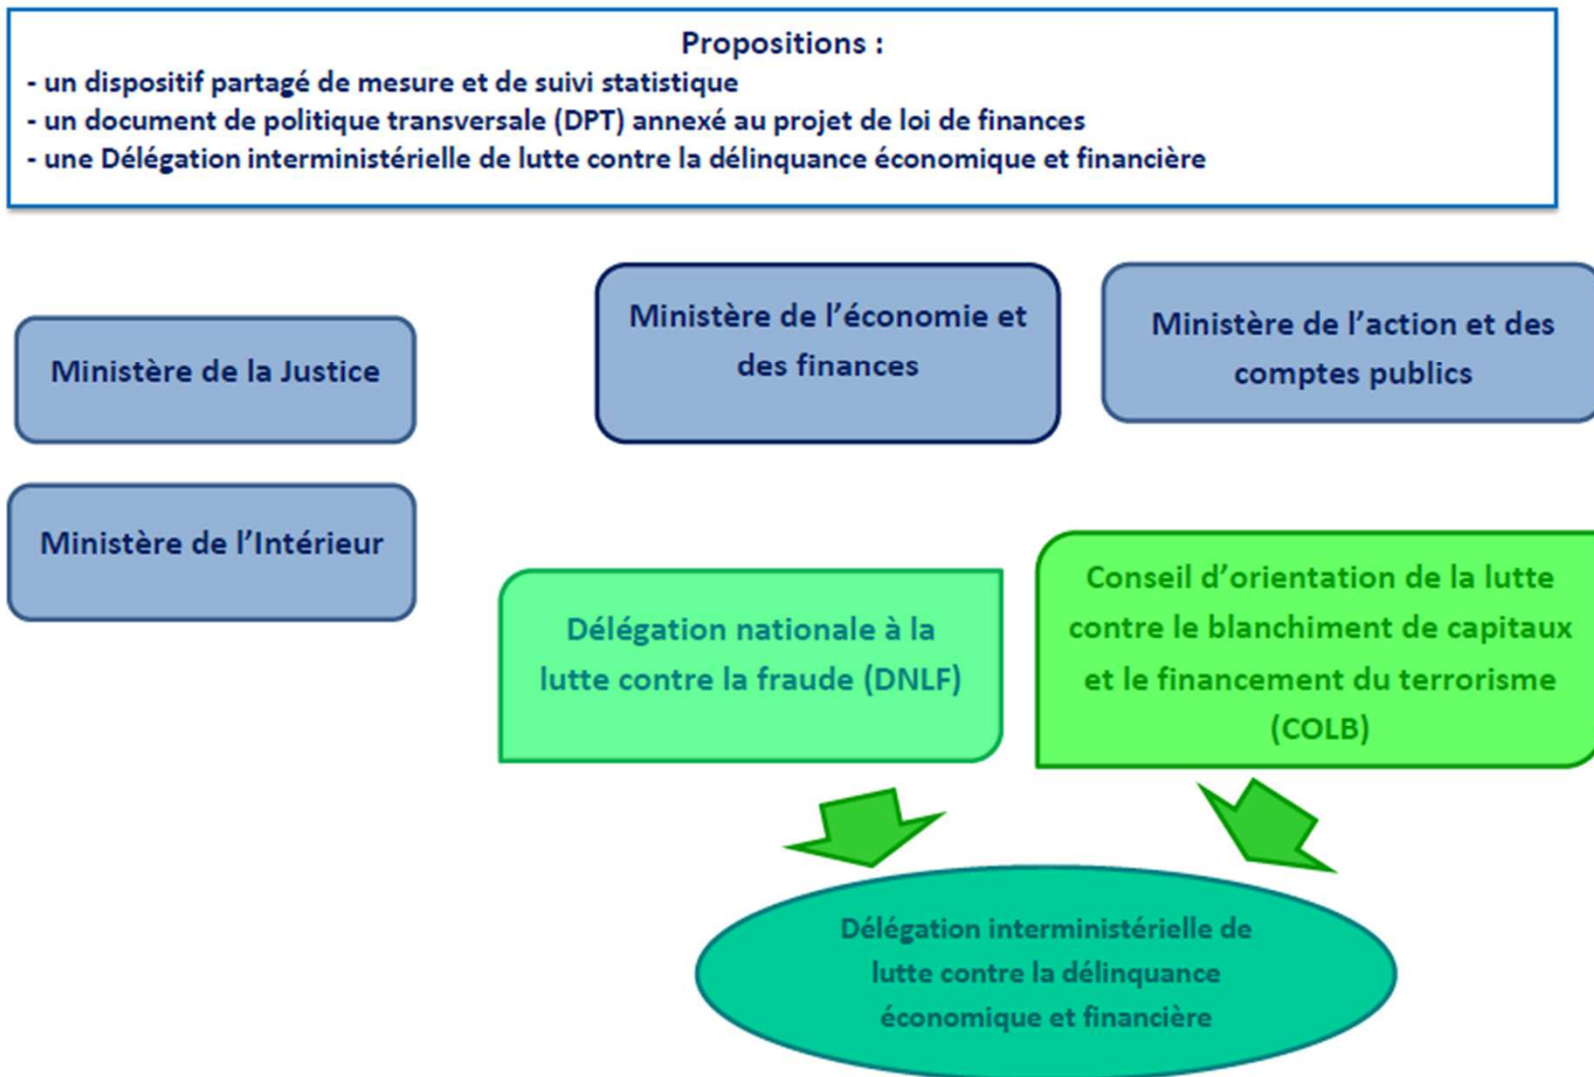 Propositions :
- un dispositif partagé de mesure et de suivi statistique
- un document de politique transversale (DPT) annexé au projet de loi de finances
- une Délégation interministérielle de lutte contre la délinquance économique et financière
Ministère de la Justice
Ministère de l'économie et
des finances
Ministère de l'action et des
comptes publics
Ministère de l'Intérieur
Délégation nationale à la
lutte contre la fraude (DNLF)
Conseil d'orientation de la lutte
contre le blanchiment de capitaux
et le financement du terrorisme
(COLB)
Délégation interministérielle de
lutte contre la délinquance
économique et financière